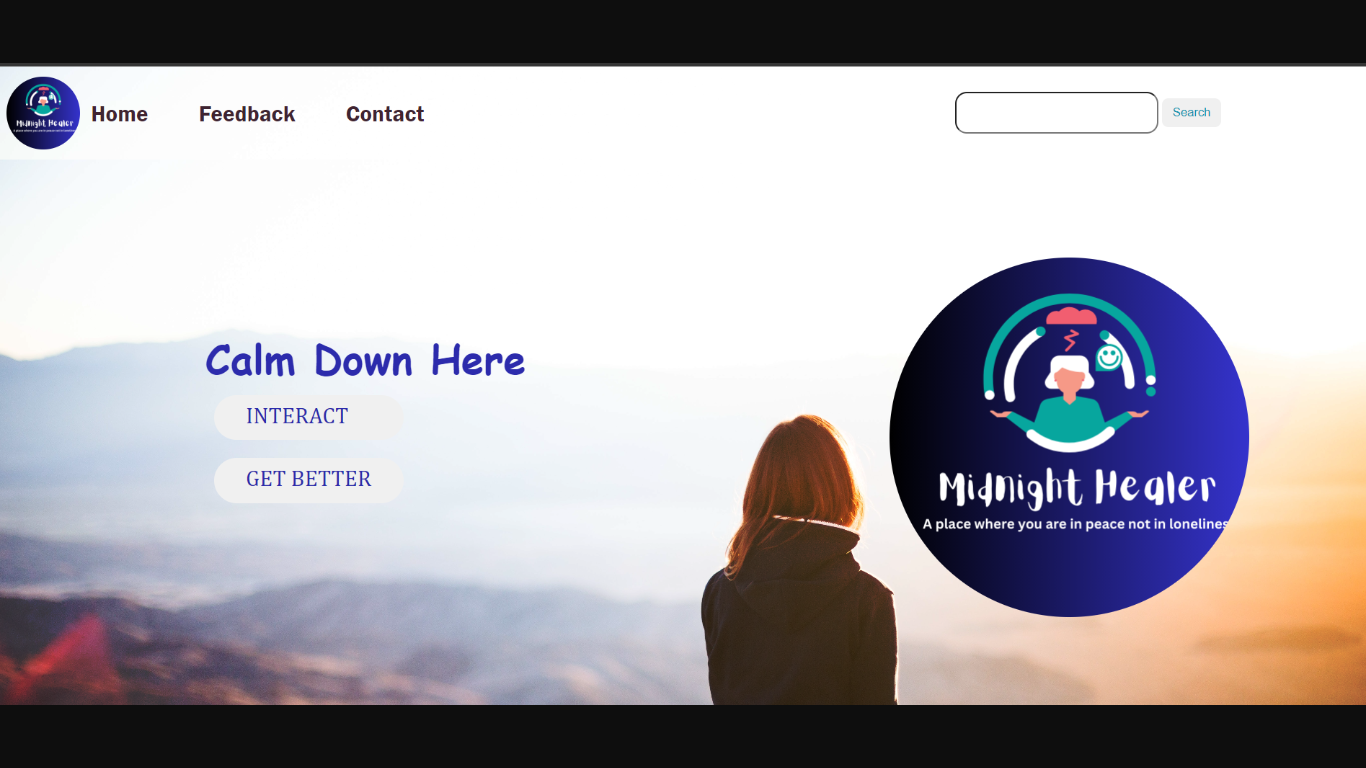 Midnight Healer
Home
Feedback
Contact
Search
Calm Down Here
INTERACT
GET BETTER
Midnight Healer
A place where you are in peace not in lonelines